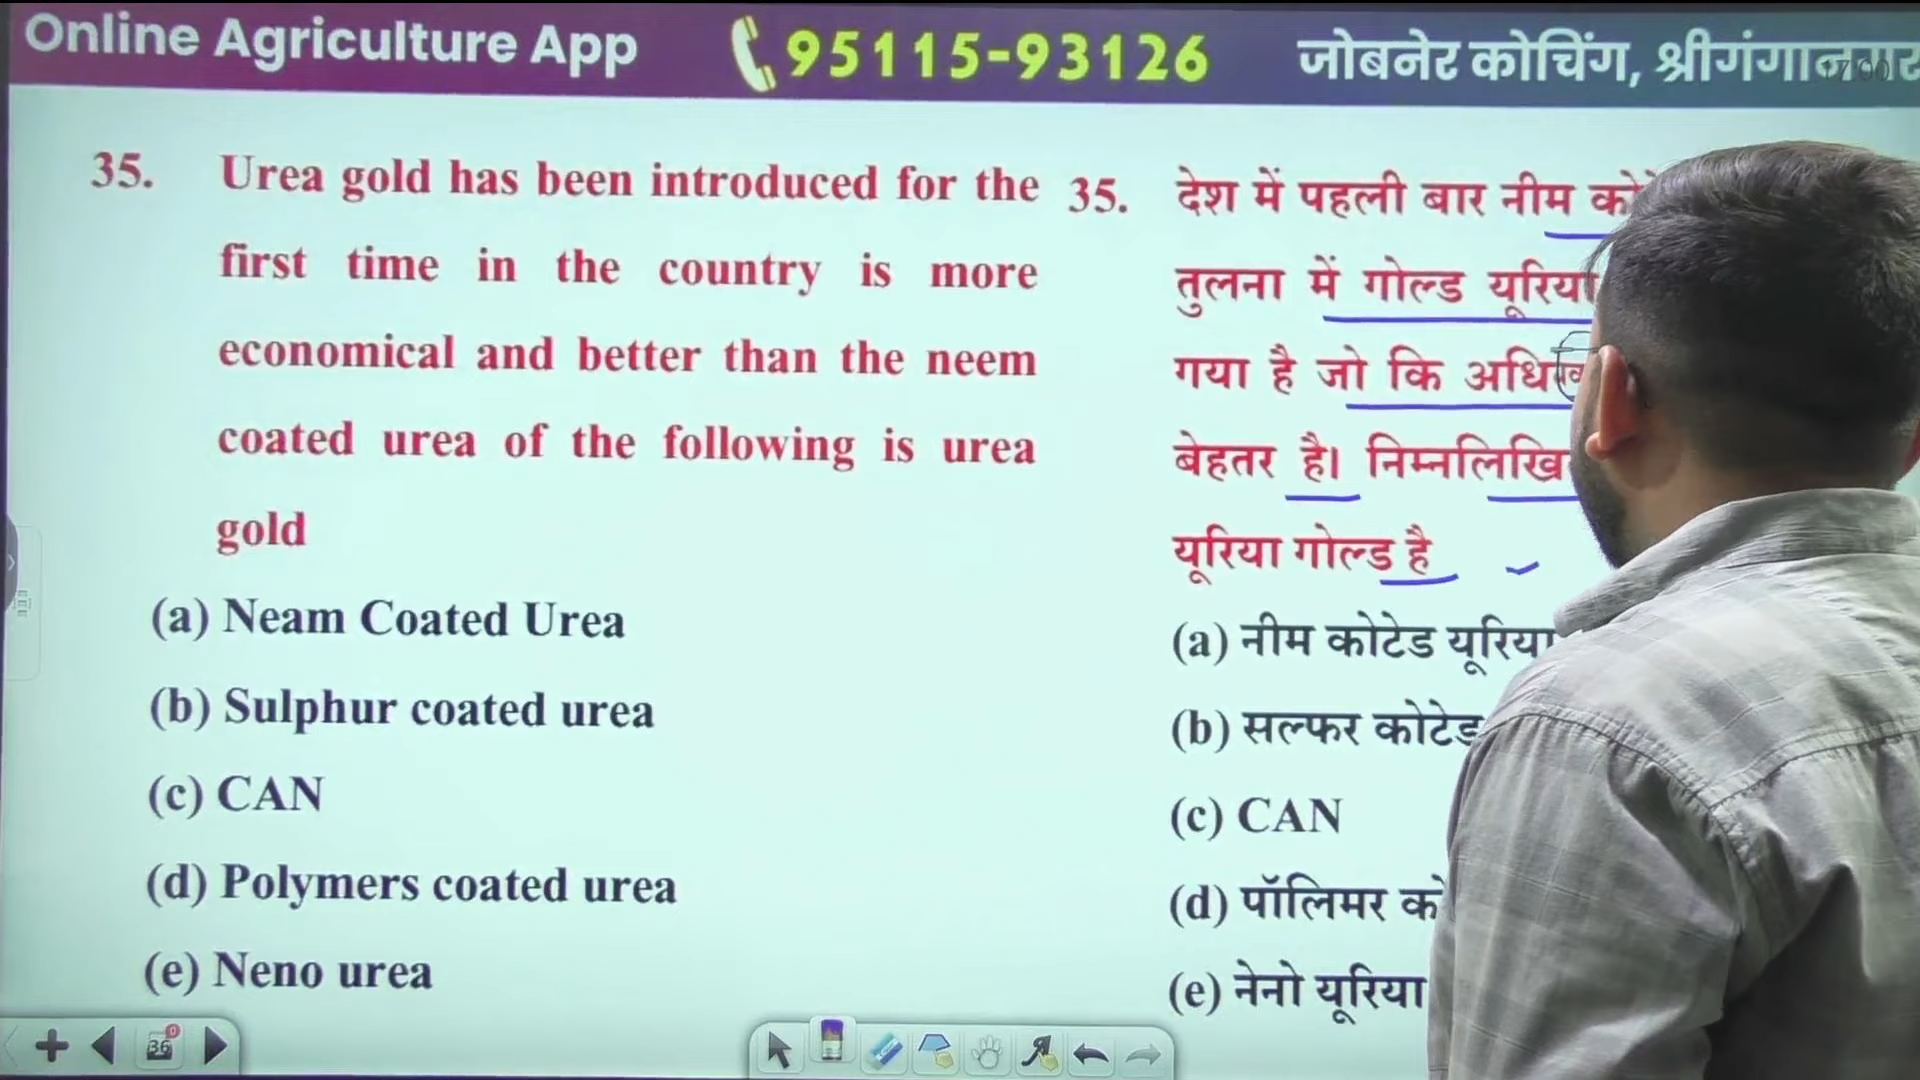 Online Agriculture App 95115-93126 जोबनेर कोचिंग, श्रीगंगानगर
35. Urea gold has been introduced for the
first time in the country is more
economical and better than the neem
coated urea of the following is urea
gold
(a) Neam Coated Urea
(b) Sulphur coated urea
(c) CAN
(d) Polymers coated urea
(e) Neno urea
35. देश में पहली बार नीम
तुलना में गोल्ड यूरिया
गया है जो कि
बेहतर है।
यूरिया गोल्ड है
(a) नीम कोटेड यूरिया
(b) सल्फर कोटेड
(c) CAN
(d) पॉलिमर
(e) नेनो यूरिया
36